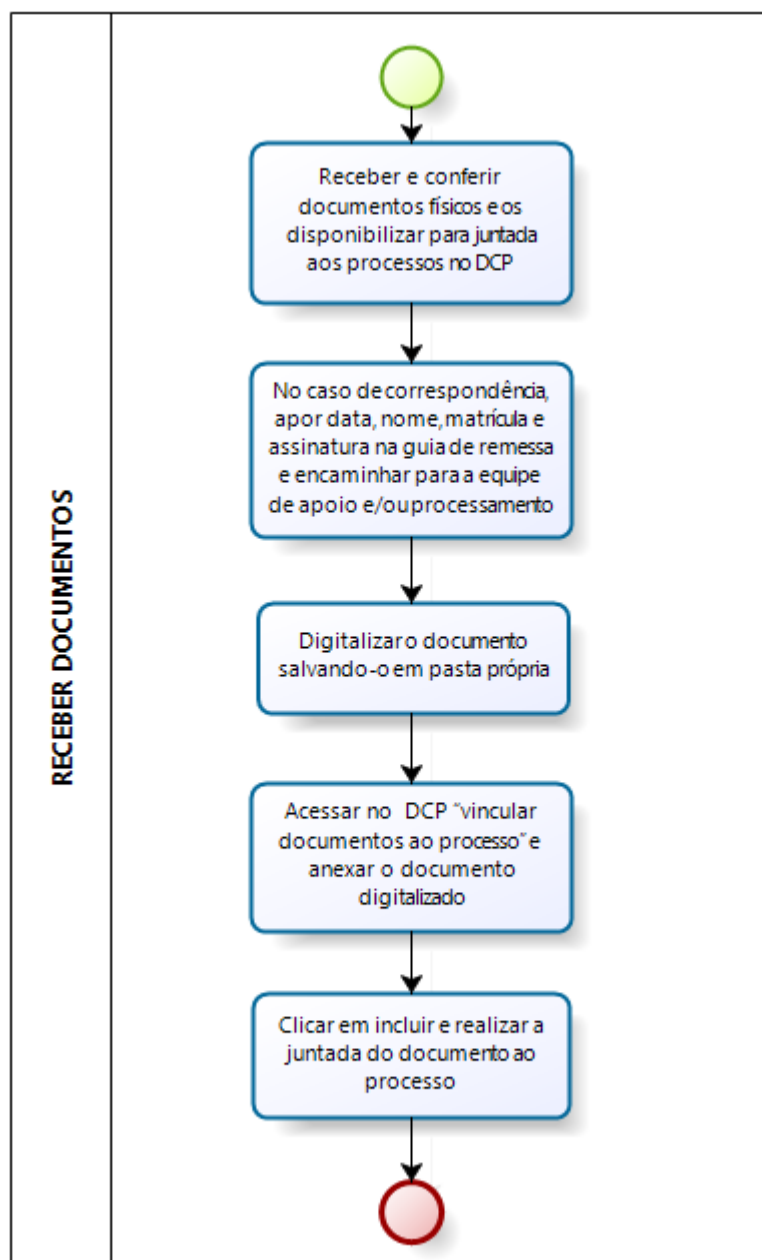 RECEBER DOCUMENTOS
Receber e conferir
documentos físicos e os
disponibilizar para juntada
aos processos no DCP
No caso de correspondência,
apor data, nome, matrícula e
assinatura na guia de remessa
e encaminhar para a equipe
de apoio e/ou processamento
Digitalizar o documento
salvando-o em pasta própria
Acessar no DCP “vincular
documentos ao processo” e
anexar o documento
digitalizado
Clicar em incluir e realizar a
juntada do documento ao
processo